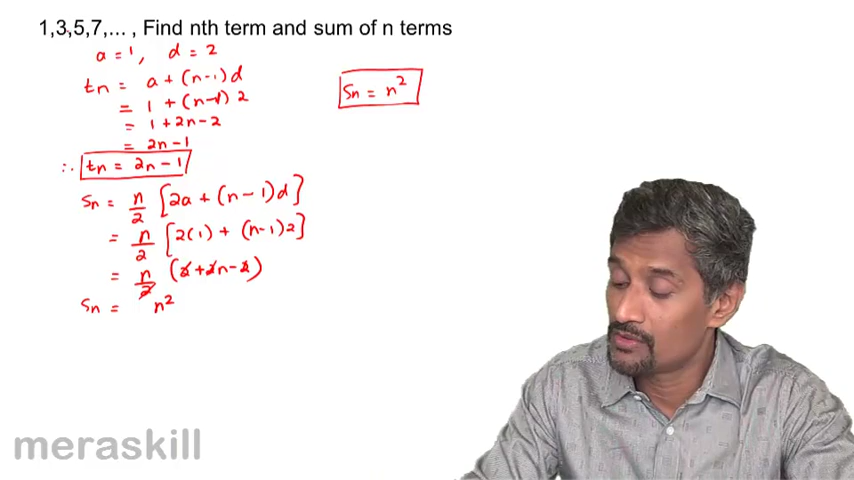 1,3,5,7,... , Find nth term and sum of n terms
a = 1, d = 2
tn = a + (n-1) d
= 1 + (n-1) 2
= 1 + 2n - 2
= 2n - 1
∴ tn = 2n - 1
Sn = n/2 [2a + (n - 1)d]
= n/2 [2(1) + (n-1)2]
= n/2 (2+2n-2)
Sn = n²
Sn = n²
meraskill